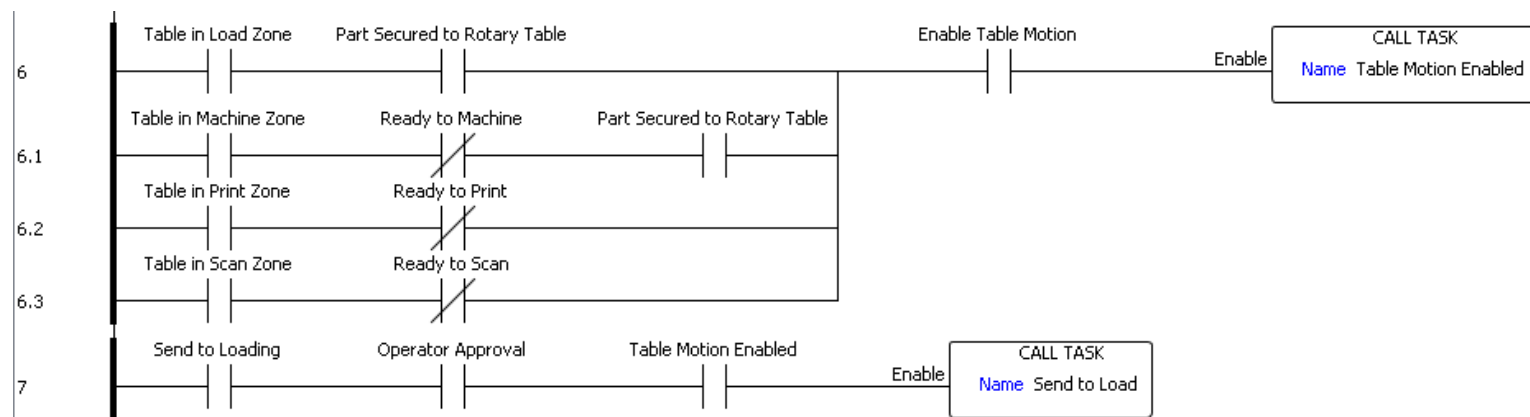 Table in Load Zone Part Secured to Rotary Table Enable Table Motion CALL TASK
6 Enable Name Table Motion Enabled
Table in Machine Zone Ready to Machine Part Secured to Rotary Table
6.1
Table in Print Zone Ready to Print
6.2
Table in Scan Zone Ready to Scan
6.3
Send to Loading Operator Approval Table Motion Enabled CALL TASK
7 Enable Name Send to Load